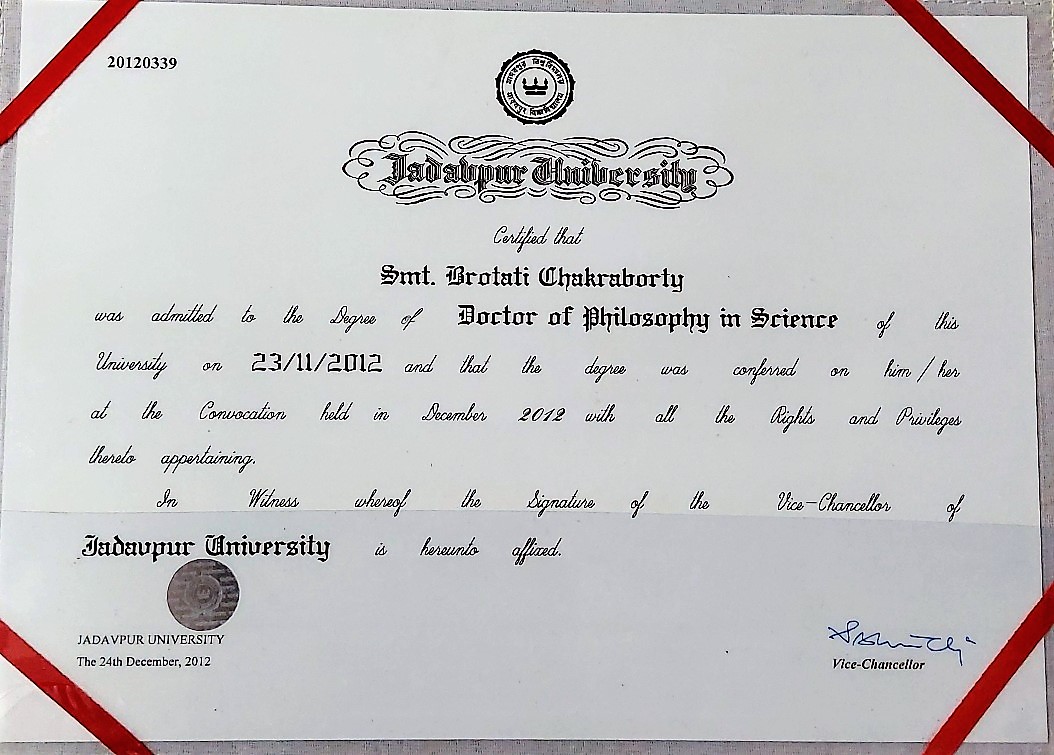 20120339
যাদবপুর বিশ্ববিদ্যালয়
Jadavpur University
Certified that
Smt. Brotati Chakraborty
was admitted to the Degree of Doctor of Philosophy in Science of this
University on 23/11/2012 and that the degree was conferred on him / her
at the Convocation held in December 2012 with all the Rights and Privileges
thereto appertaining.
In Witness whereof the Signature of the Vice-Chancellor of
Jadavpur University is hereunto affixed.
JADAVPUR UNIVERSITY
The 24th December, 2012
Vice-Chancellor